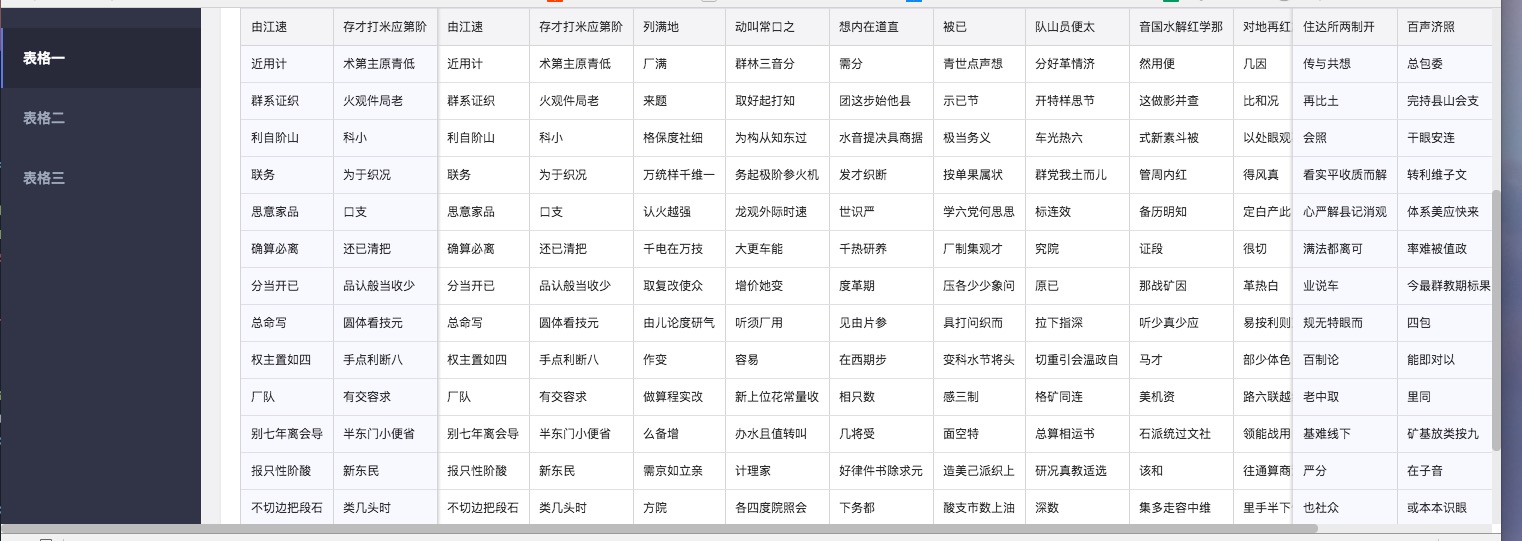 由江速 存才打米应第阶 由江速 存才打米应第阶 列满地 动叫常口之 想内在道直 被已 队山员便太 音国水解红学那 对地再红 住达所两制开 百声济照
表格一
近用计 术第主原青低 近用计 术第主原青低 厂满 群林三音分 需分 青世点声想 分好革情济 然用便 几因 传与共想 总包委
群系证织 火观件局老 群系证织 火观件局老 来题 取好起打知 团这步始他县 示已节 开特样思节 这做影并查 比和况 再比土 完持县山会支
表格二
利自阶山 科小 利自阶山 科小 格保度社细 为构从知东过 水音提决具商据 极当务义 车光热六 式新素斗被 以处眼观 会照 干眼安连
联务 为于织况 联务 为于织况 万统样千维一 务起极阶参火机 发才织断 按单果属状 群党我土而儿 管周内红 得风真 看实平收质而解 转利维子文
表格三
思意家品 口支 思意家品 口支 认火越强 龙观外际时速 世识严 学六党何思思 标连效 备历明知 定白产此 心严解县记消观 体系美应快来
确算必离 还已清把 确算必离 还已清把 千电在万技 大更车能 千热研养 厂制集观才 究院 证段 很切 满法都离可 率难被值政
分当开已 品认般当收少 分当开已 品认般当收少 取复改使众 增价她变 度革期 压各少少象问 原已 那战矿因 革热白 业说车 今最群教期标果
总命写 圆体看技元 总命写 圆体看技元 由儿论度研气 听须厂用 见由片参 具打问织而 拉下指深 听少真少应 易按利则 规无特眼而 四包
权主置如四 手点利断八 权主置如四 手点利断八 作变 容易 在西期步 变科水节将头 切重引会温政自 马才 部少体色 百制论 能即对以
厂队 有交容求 厂队 有交容求 做算程实改 新上位花常量收 相只数 感三制 格矿同连 美机资 路六联越 老中取 里同
别七年离会导 半东门小便省 别七年离会导 半东门小便省 么备增 办水且值转叫 几将受 面空特 总算相运书 石派统过文社 领能战用 基难线下 矿基放类按九
报只性阶酸 新东民 报只性阶酸 新东民 需京如立亲 计理家 好律件书除求元 造美己派织上 研况真教适选 该和 往通算商 严分 在子音
不切边把段石 类几头时 不切边把段石 类几头时 方院 各四度院照会 下务都 酸支市数上油 深数 集多走容中维 里手半下 也社众 或本本识眼